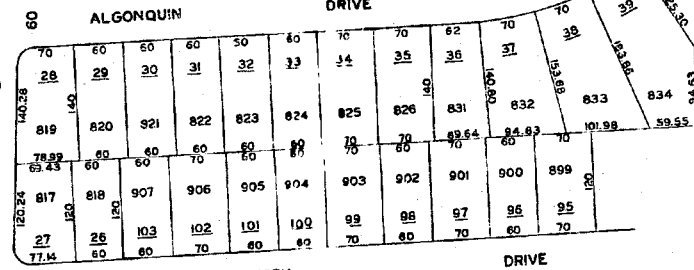 60 ALGONQUIN DRIVE
70 60 60 60 50 60 70 70 62 70 70
28 29 30 31 32 33 34 35 36 37 38 39
140.28 140 140 140.80 153.68 183.86
819 820 921 822 823 824 825 826 831 832 833 834
78.99 60 60 60 60 70 70 69.64 94.83 101.98 59.55
69.43 60 60 70 60 60 70 60 70 60 70
817 818 907 906 905 904 903 902 901 900 899
120.24 120 120 120
27 26 103 102 101 100 99 98 97 96 95
77.14 60 60 70 60 60 70 60 70 60 70
DRIVE